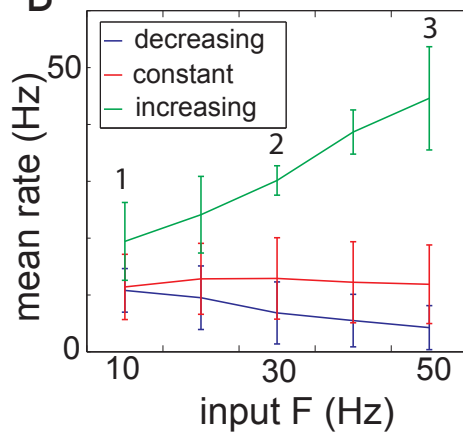 B
decreasing
constant
increasing
50
0
mean rate (Hz)
1
2
3
10
30
50
input F (Hz)